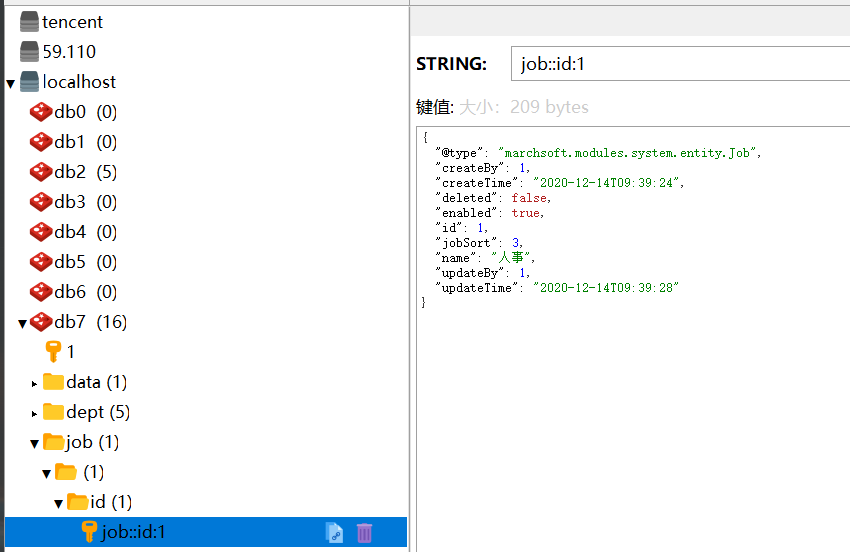 tencent
59.110
localhost
db0 (0)
db1 (0)
db2 (5)
db3 (0)
db4 (0)
db5 (0)
db6 (0)
db7 (16)
1
data (1)
dept (5)
job (1)
(1)
id (1)
job::id:1
STRING: job::id:1
键值: 大小: 209 bytes
{
"@type": "marchsoft.modules.system.entity.Job",
"createBy": 1,
"createTime": "2020-12-14T09:39:24",
"deleted": false,
"enabled": true,
"id": 1,
"jobSort": 3,
"name": "人事",
"updateBy": 1,
"updateTime": "2020-12-14T09:39:28"
}